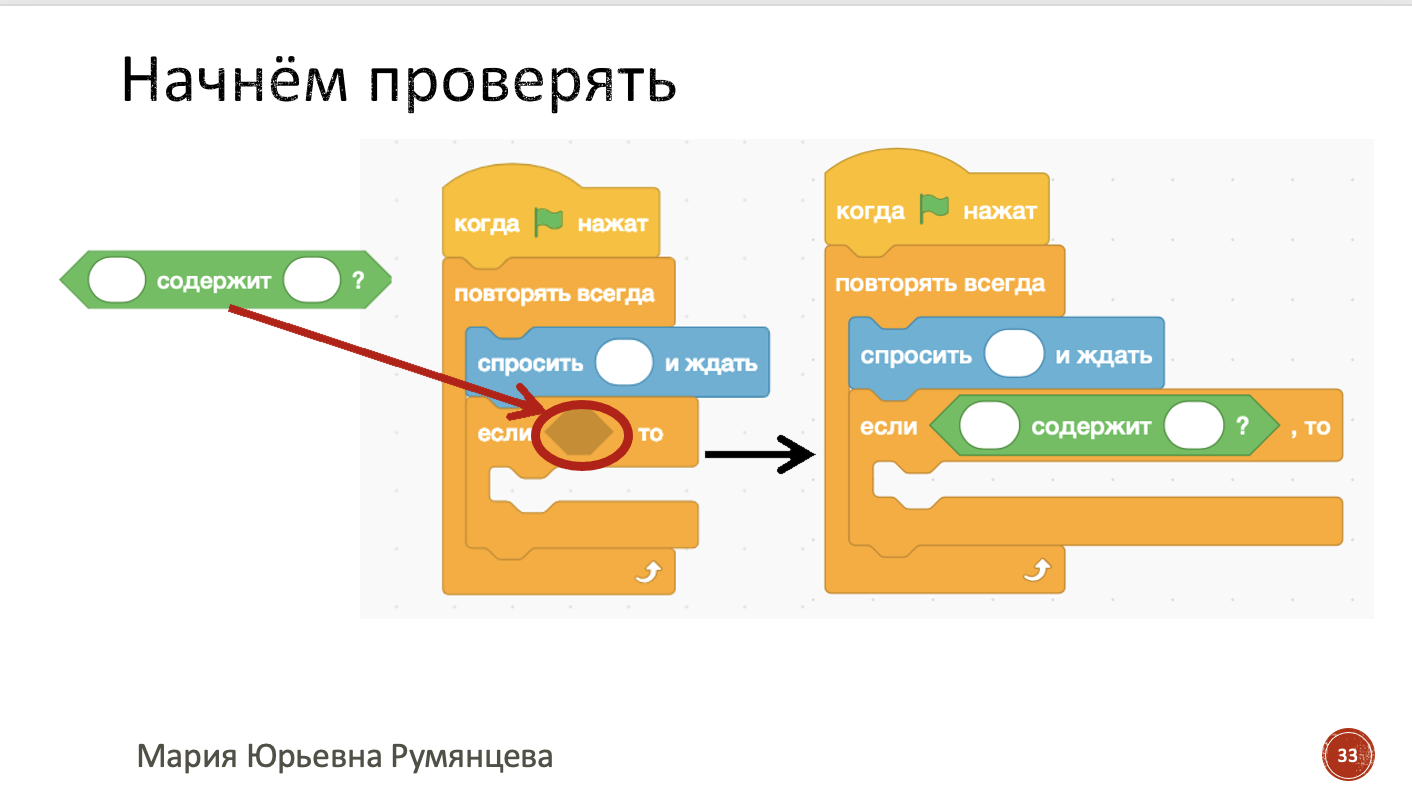 Начнём проверять
содержит ?
когда нажат
повторять всегда
спросить и ждать
если то
когда нажат
повторять всегда
спросить и ждать
если содержит ? , то
Мария Юрьевна Румянцева
33